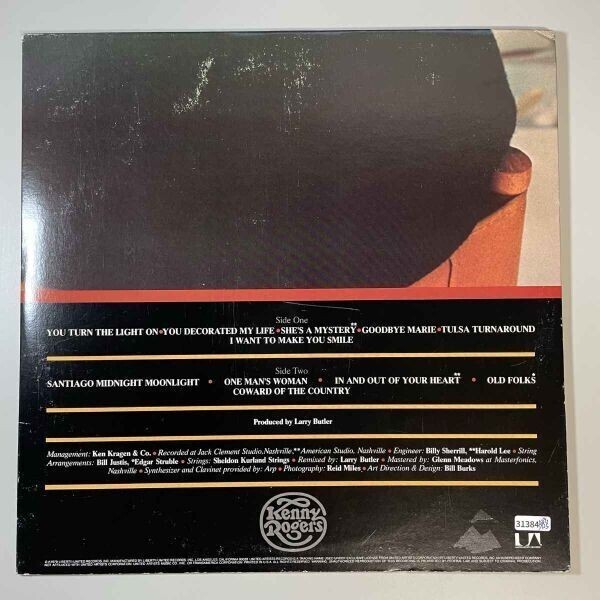 Side One
YOU TURN THE LIGHT ON•YOU DECORATED MY LIFE•SHE'S A MYSTERY**•GOODBYE MARIE•TULSA TURNAROUND
I WANT TO MAKE YOU SMILE
Side Two
SANTIAGO MIDNIGHT MOONLIGHT • ONE MAN'S WOMAN • IN AND OUT OF YOUR HEART** • OLD FOLKS*
COWARD OF THE COUNTRY
Produced by Larry Butler
Management: Ken Kragen & Co. • Recorded at Jack Clement Studio, Nashville, **American Studio, Nashville • Engineer: Billy Sherrill, **Harold Lee • String
Arrangements: Bill Justis, *Edgar Struble • Strings: Sheldon Kurland Strings • Remixed by: Larry Butler • Mastered by: Glenn Meadows at Masterfonics,
Nashville • Synthesizer and Clavinet provided by: Arp • Photography: Reid Miles • Art Direction & Design: Bill Burks
Kenny
Rogers
31384
UA